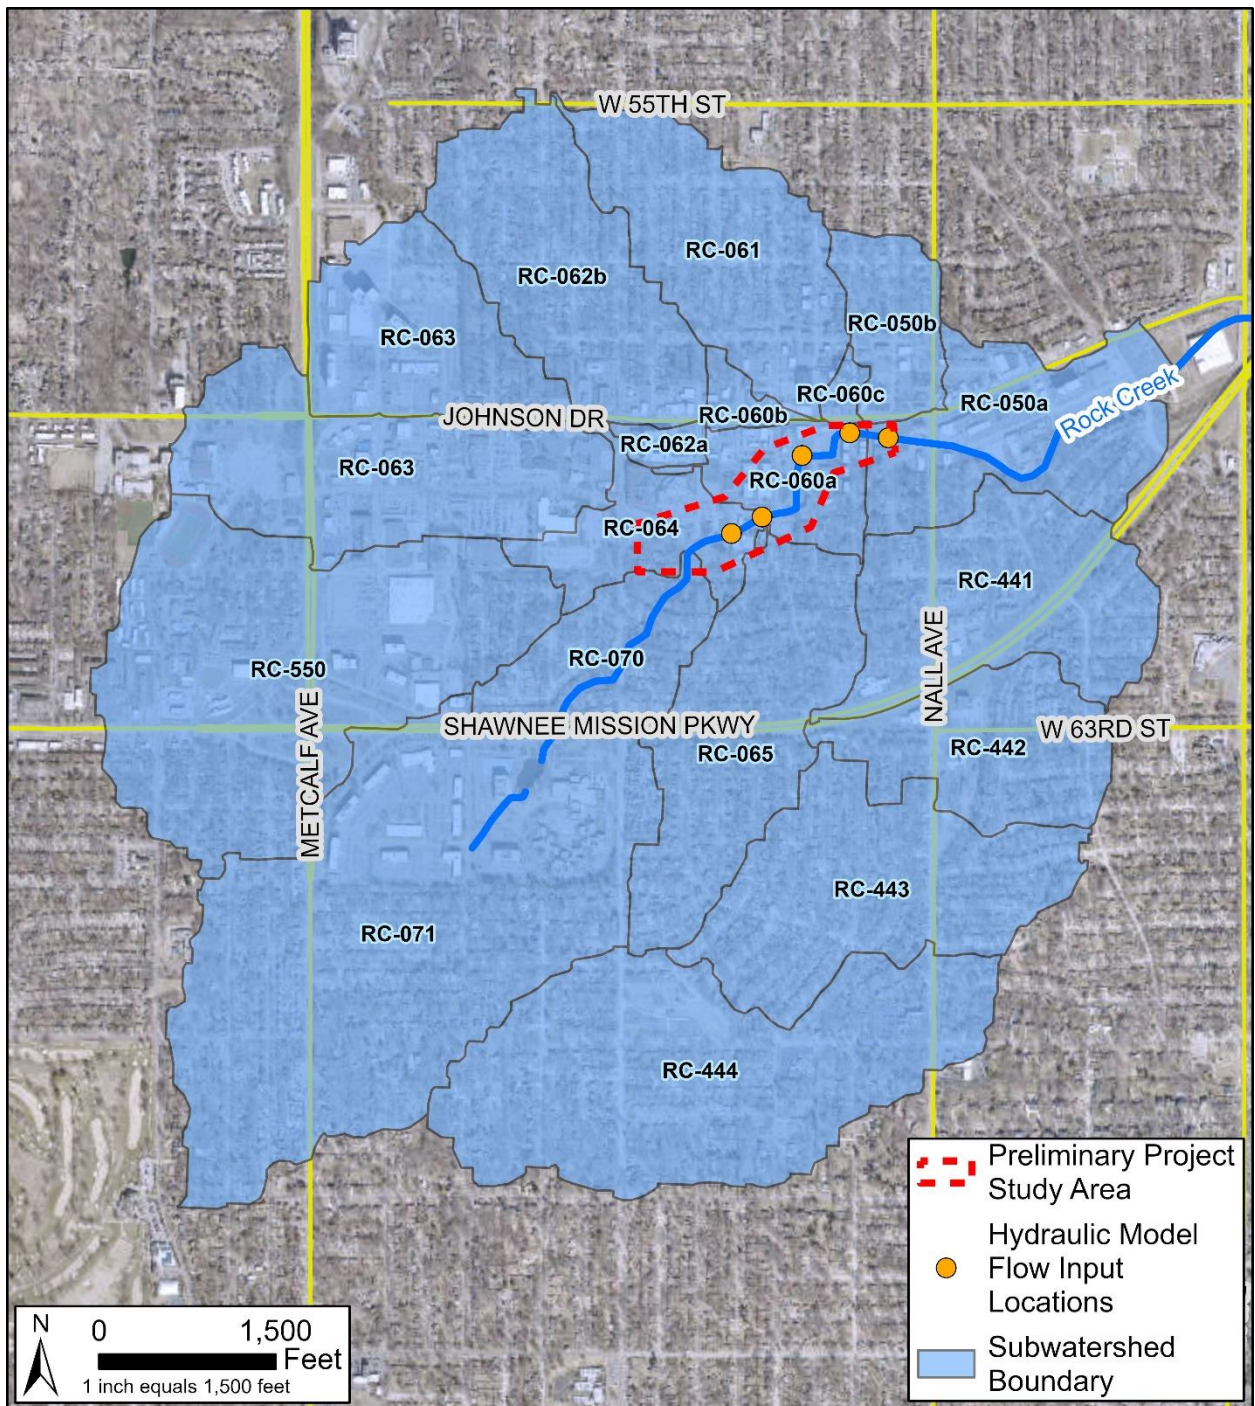 W 55TH ST
RC-061
RC-062b
RC-050b
RC-063
RC-060c
RC-050a
Rock Creek
JOHNSON DR
RC-060b
RC-062a
RC-063
RC-060a
RC-064
RC-441
RC-070
RC-550
NALL AVE
METCALF AVE
SHAWNEE MISSION PKWY
W 63RD ST
RC-065
RC-442
RC-443
RC-071
RC-444
Preliminary Project
Study Area
Hydraulic Model
Flow Input
Locations
Subwatershed
Boundary
N
0 1,500
Feet
1 inch equals 1,500 feet